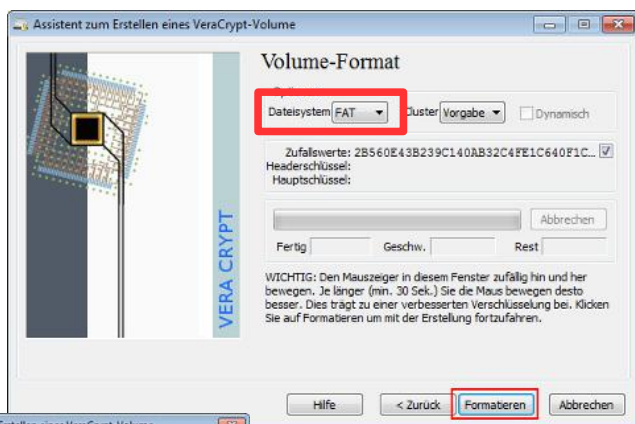 Assistent zum Erstellen eines VeraCrypt-Volume
Volume-Format
Dateisystem FAT Cluster Vorgabe Dynamisch
Zufallswerte: 2B560E43B239C140AB32C4FE1C640F1C...
Headerschlüssel:
Hauptschlüssel:
Abbrechen
Fertig Geschw. Rest
WICHTIG: Den Mauszeiger in diesem Fenster zufällig hin und her
bewegen. Je länger (min. 30 Sek.) Sie die Maus bewegen desto
besser. Dies trägt zu einer verbesserten Verschlüsselung bei. Klicken
Sie auf Formatieren um mit der Erstellung fortzufahren.
VERA CRYPT
Hilfe < Zurück Formatieren Abbrechen